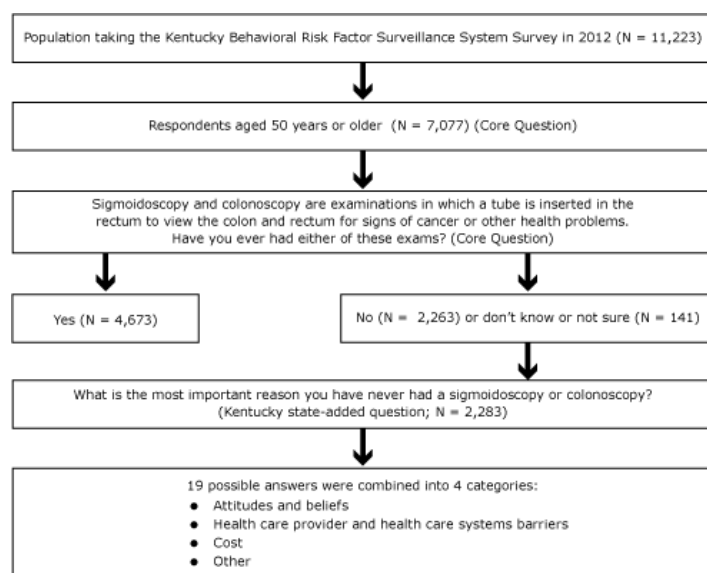 Population taking the Kentucky Behavioral Risk Factor Surveillance System Survey in 2012 (N = 11,223)
Respondents aged 50 years or older (N = 7,077) (Core Question)
Sigmoidoscopy and colonoscopy are examinations in which a tube is inserted in the
rectum to view the colon and rectum for signs of cancer or other health problems.
Have you ever had either of these exams? (Core Question)
Yes (N = 4,673)
No (N = 2,263) or don't know or not sure (N = 141)
What is the most important reason you have never had a sigmoidoscopy or colonoscopy?
(Kentucky state-added question; N = 2,283)
19 possible answers were combined into 4 categories:
● Attitudes and beliefs
● Health care provider and health care systems barriers
● Cost
● Other